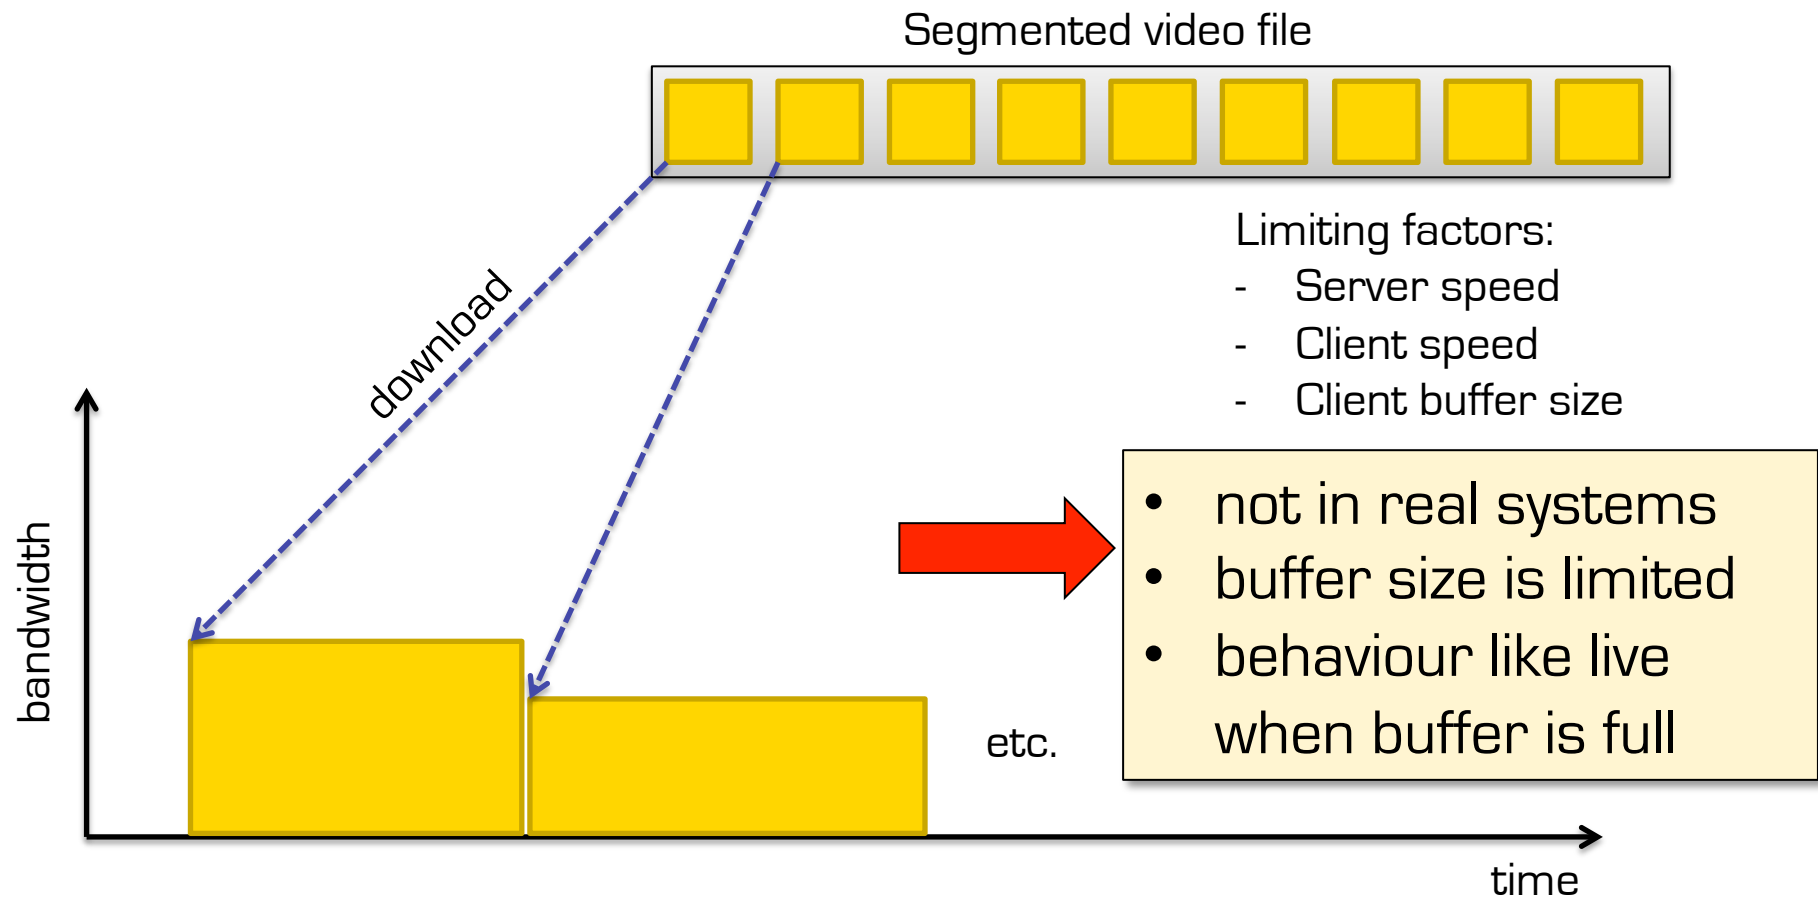 Segmented video file
Limiting factors:
- Server speed
- Client speed
- Client buffer size
download
bandwidth
• not in real systems
• buffer size is limited
• behaviour like live
when buffer is full
etc.
time